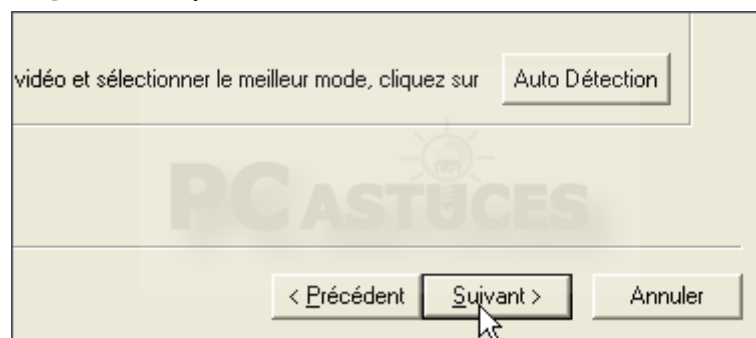 vidéo et sélectionner le meilleur mode, cliquez sur Auto Détection
PC ASTUCES
< Précédent Suivant > Annuler